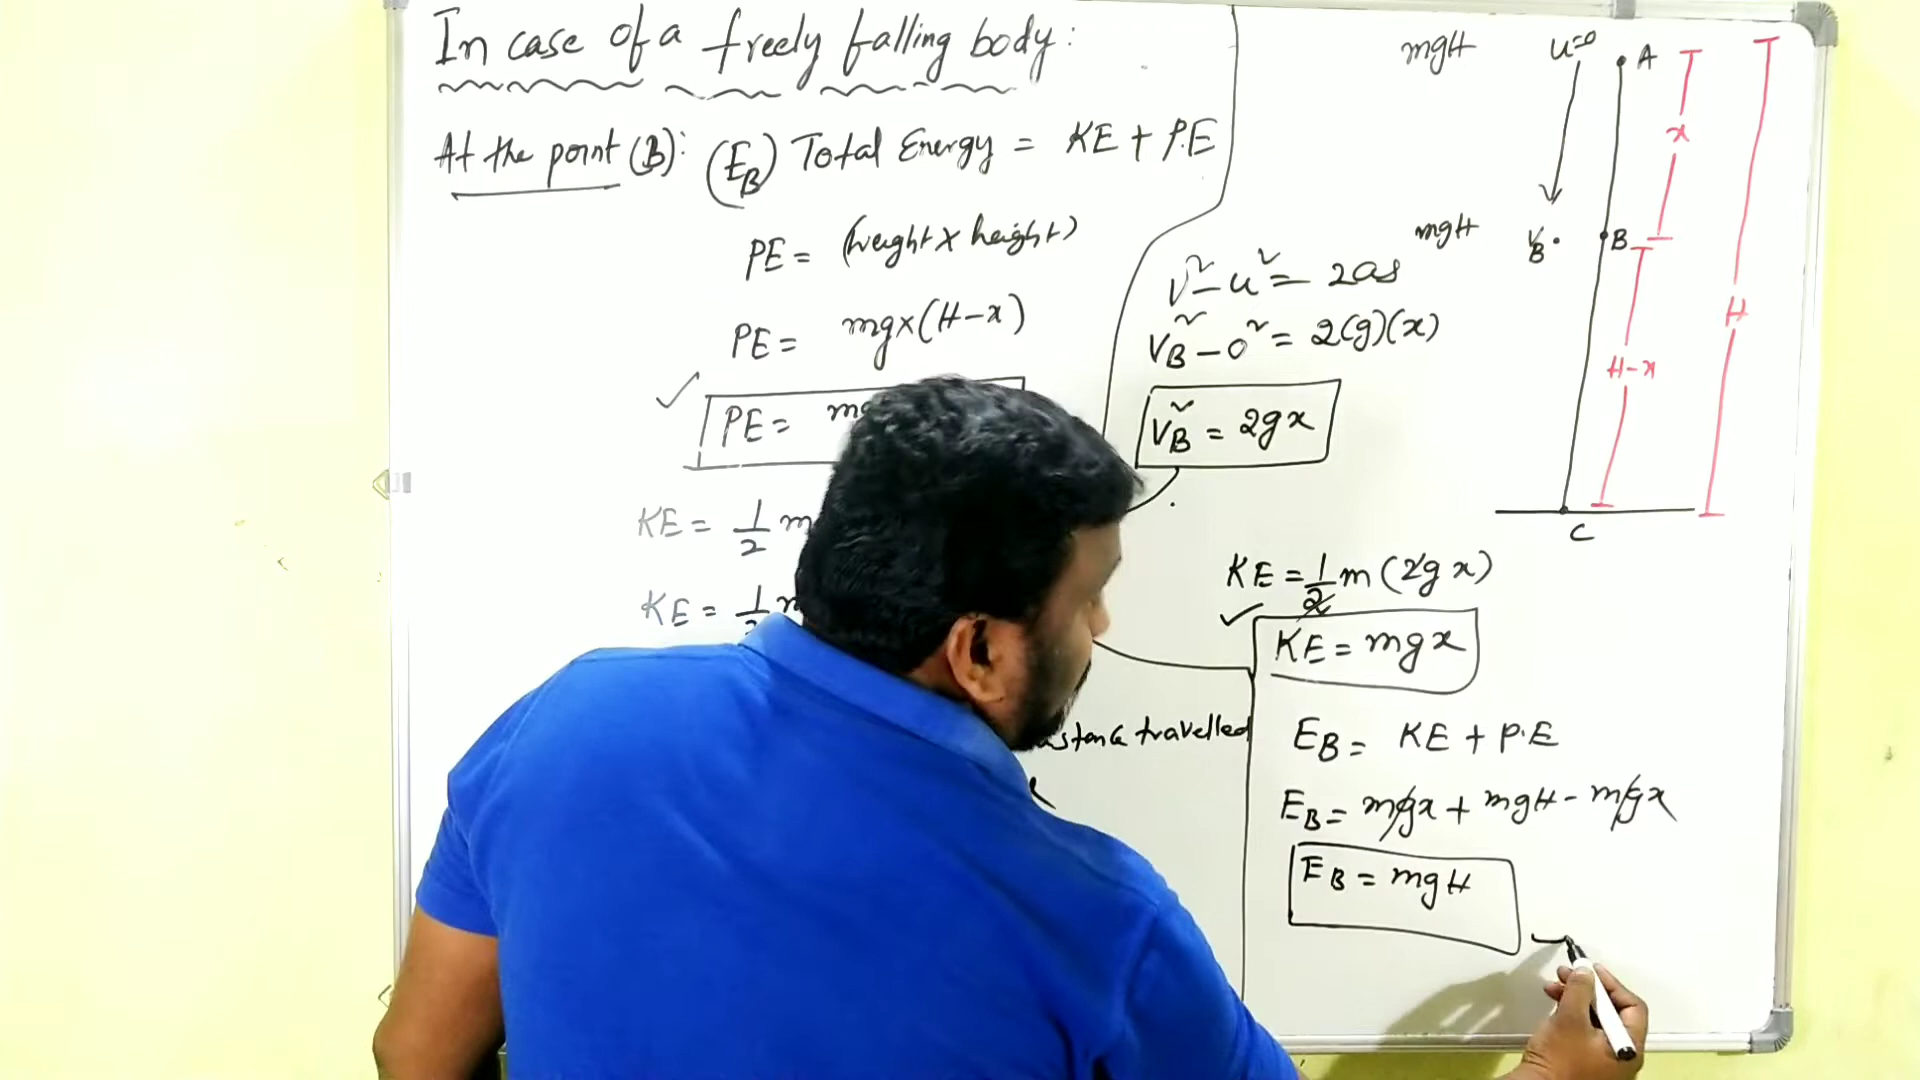 In case of a freely falling body:
At the point (B): (E_B) Total Energy = KE + P.E
PE = (weight × height)
PE = mg×(H-x)
PE =
KE = 1/2 m
KE = 1/2
travelled
v²-u² = 2as
V_B² - 0² = 2(g)(x)
V_B² = 2gx
KE = 1/2 m (2gx)
KE = mgx
E_B = KE + P.E
E_B = mgx + mgH - mgx
E_B = mgH
mgH
u=0
A
x
mgH
V_B
B
H
H-x
C